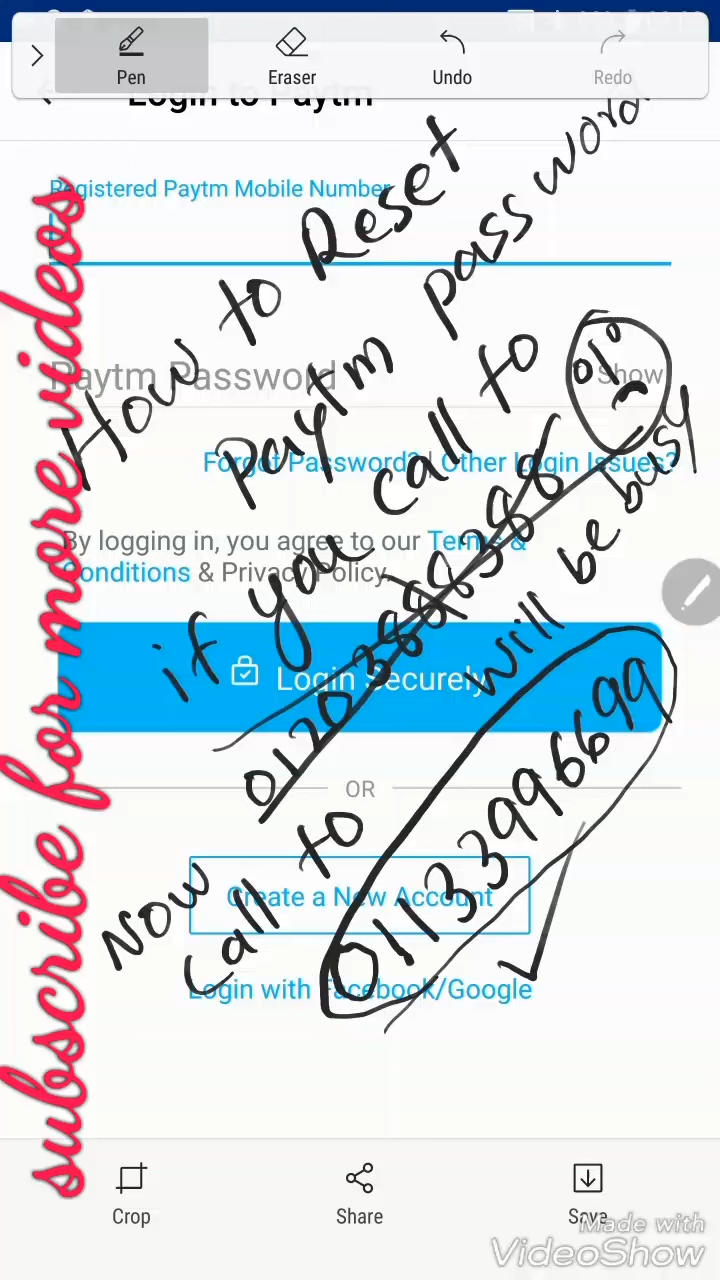 Pen
Eraser
Undo
Redo
Login to Paytm
Registered Paytm Mobile Number
Paytm Password
Show
Forgot Password? | Other Login Issues?
By logging in, you agree to our Terms &
Conditions & Privacy Policy
Login Securely
OR
Create a New Account
Login with Facebook/Google
How to Reset
Paytm password
if you call to
01203888388
will be busy
Now
call to
01133996699
subscribe for more videos
Crop
Share
Save
Made with
VideoShow